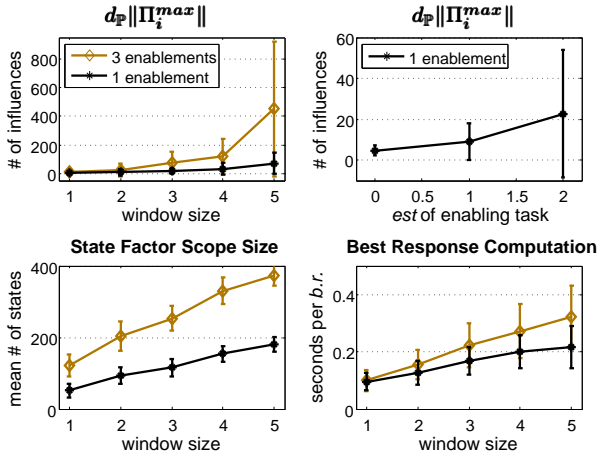 d_ℙ‖Π_i^{max}‖
# of influences
800
600
400
200
0
3 enablements
1 enablement
1 2 3 4 5
window size
d_ℙ‖Π_i^{max}‖
# of influences
60
40
20
0
1 enablement
0 0.5 1 1.5 2
est of enabling task
State Factor Scope Size
mean # of states
400
200
0
1 2 3 4 5
window size
Best Response Computation
seconds per b.r.
0.4
0.2
0
1 2 3 4 5
window size